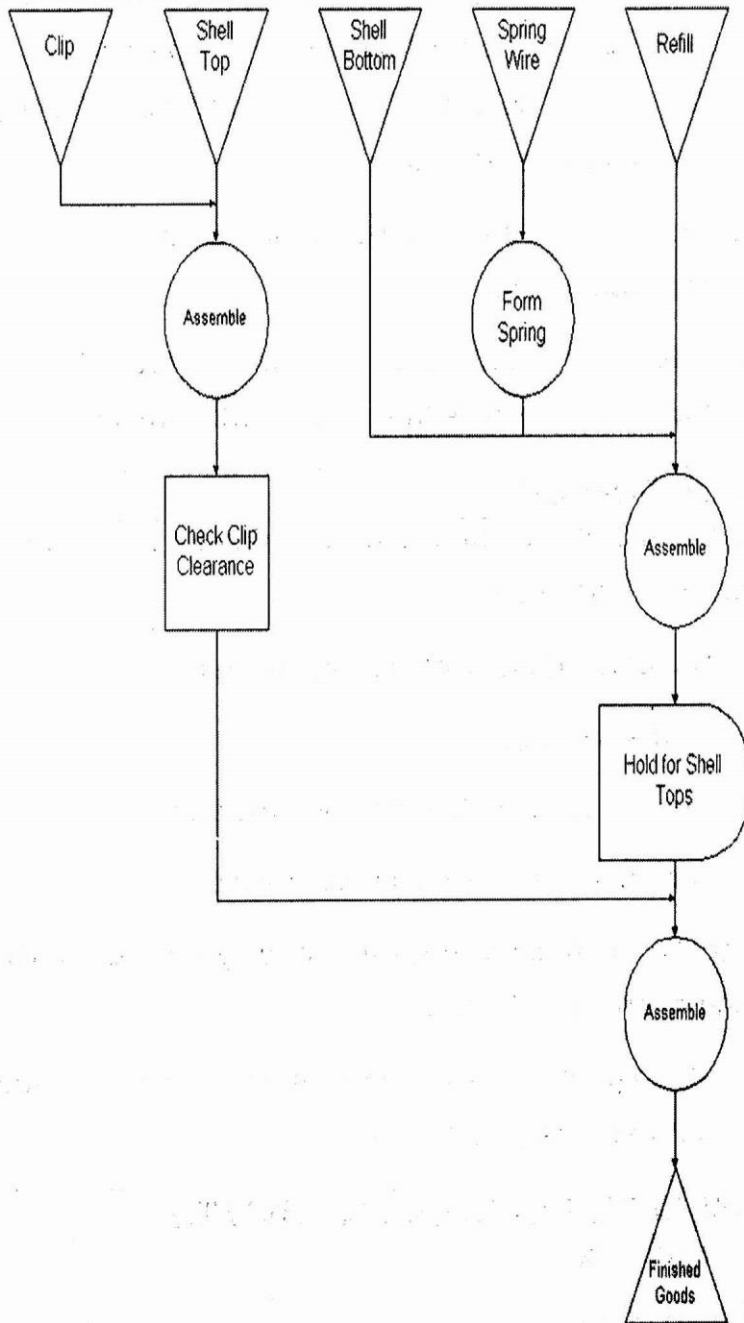 Clip
Shell
Top
Shell
Bottom
Spring
Wire
Refill
Assemble
Form
Spring
Check Clip
Clearance
Assemble
Hold for Shell
Tops
Assemble
Finished
Goods